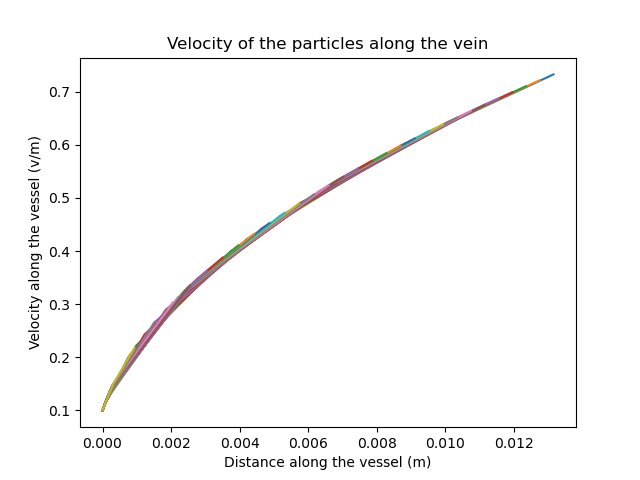 Velocity of the particles along the vein
Velocity along the vessel (v/m)
0.7
0.6
0.5
0.4
0.3
0.2
0.1
0.000 0.002 0.004 0.006 0.008 0.010 0.012
Distance along the vessel (m)